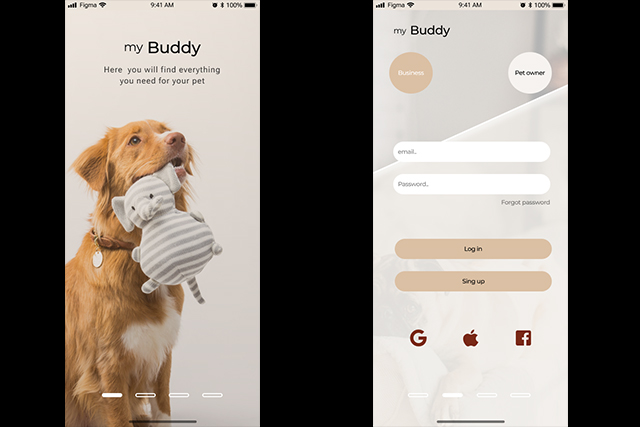 Figma 9:41 AM 100%
my Buddy
Here you will find everything
you need for your pet
Figma 9:41 AM 100%
my Buddy
Business
Pet owner
email..
Password..
Forgot password
Log in
Sing up